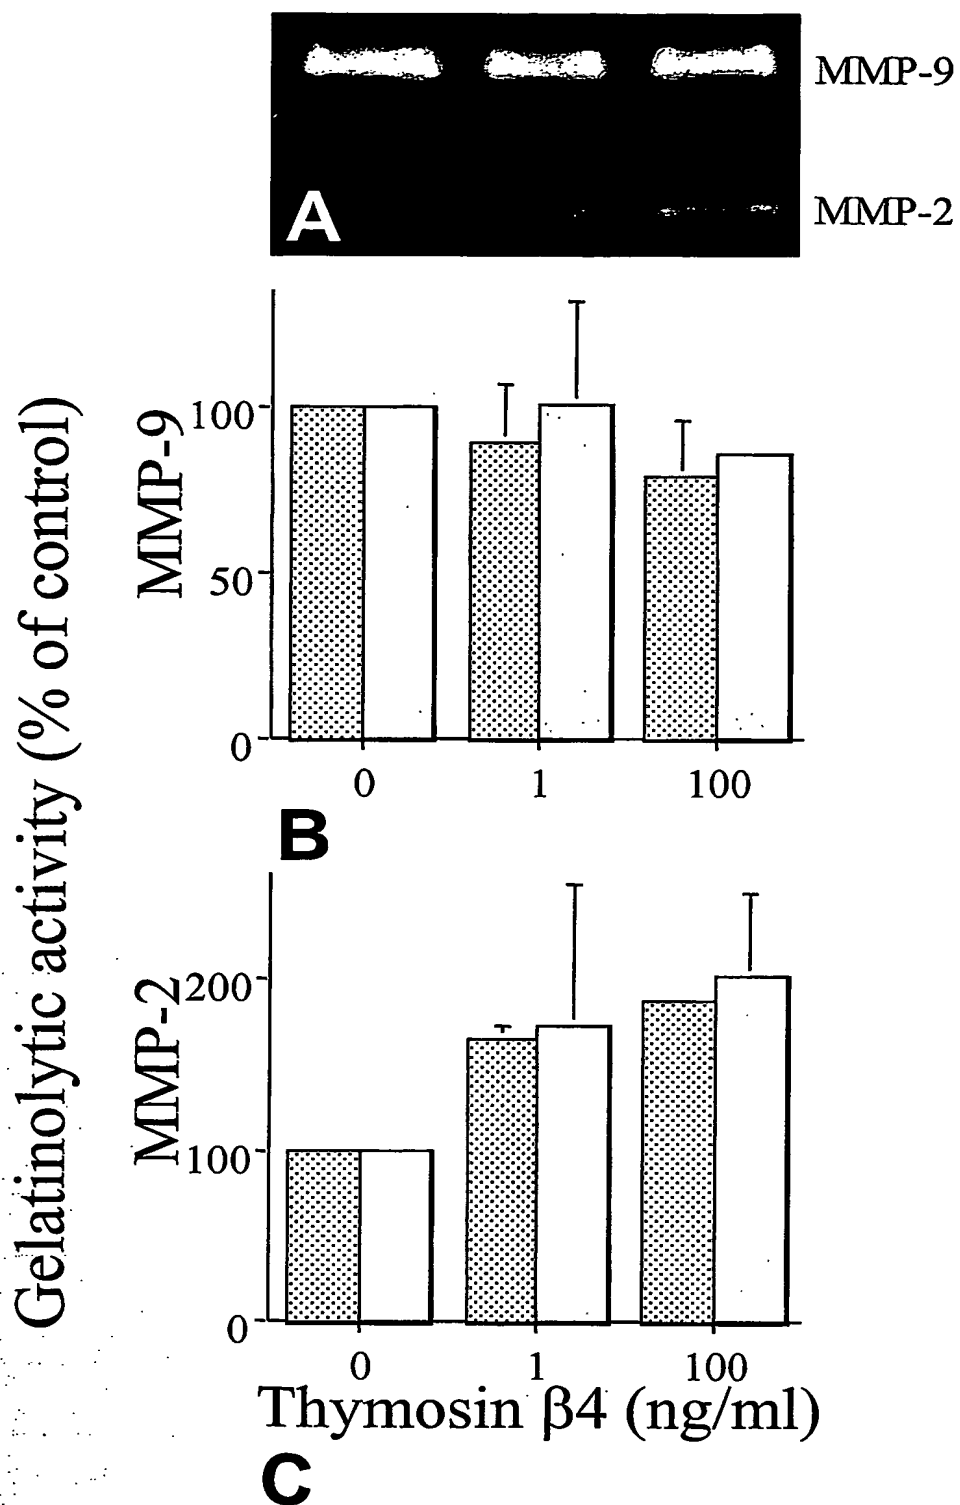 MMP-9
MMP-2
A
Gelatinolytic activity (% of control)
MMP-9
100
50
0
0 1 100
B
MMP-2
200
100
0
0 1 100
Thymosin β4 (ng/ml)
C